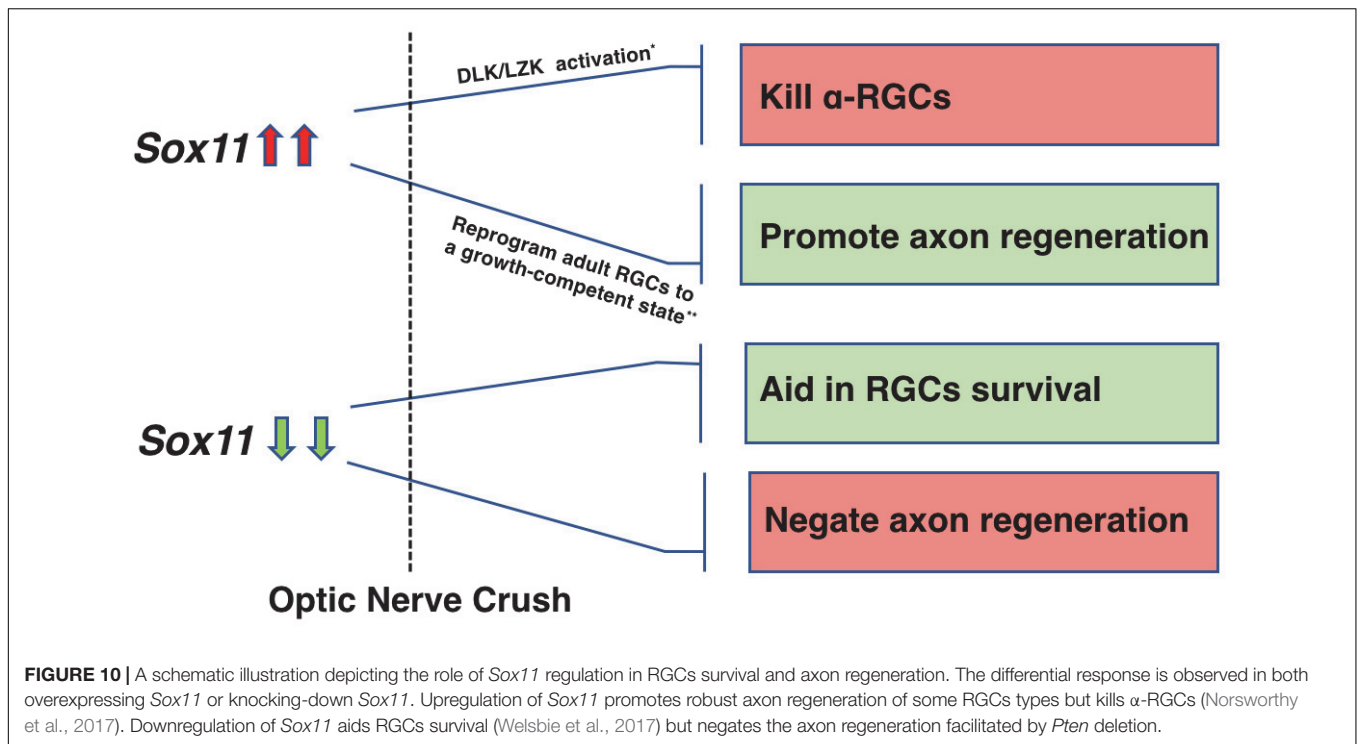 DLK/LZK activation*
Kill α-RGCs
Sox11
Promote axon regeneration
Reprogram adult RGCs to
a growth-competent state**
Aid in RGCs survival
Sox11
Negate axon regeneration
Optic Nerve Crush
FIGURE 10 | A schematic illustration depicting the role of Sox11 regulation in RGCs survival and axon regeneration. The differential response is observed in both
overexpressing Sox11 or knocking-down Sox11. Upregulation of Sox11 promotes robust axon regeneration of some RGCs types but kills α-RGCs (Norsworthy
et al., 2017). Downregulation of Sox11 aids RGCs survival (Welsbie et al., 2017) but negates the axon regeneration facilitated by Pten deletion.